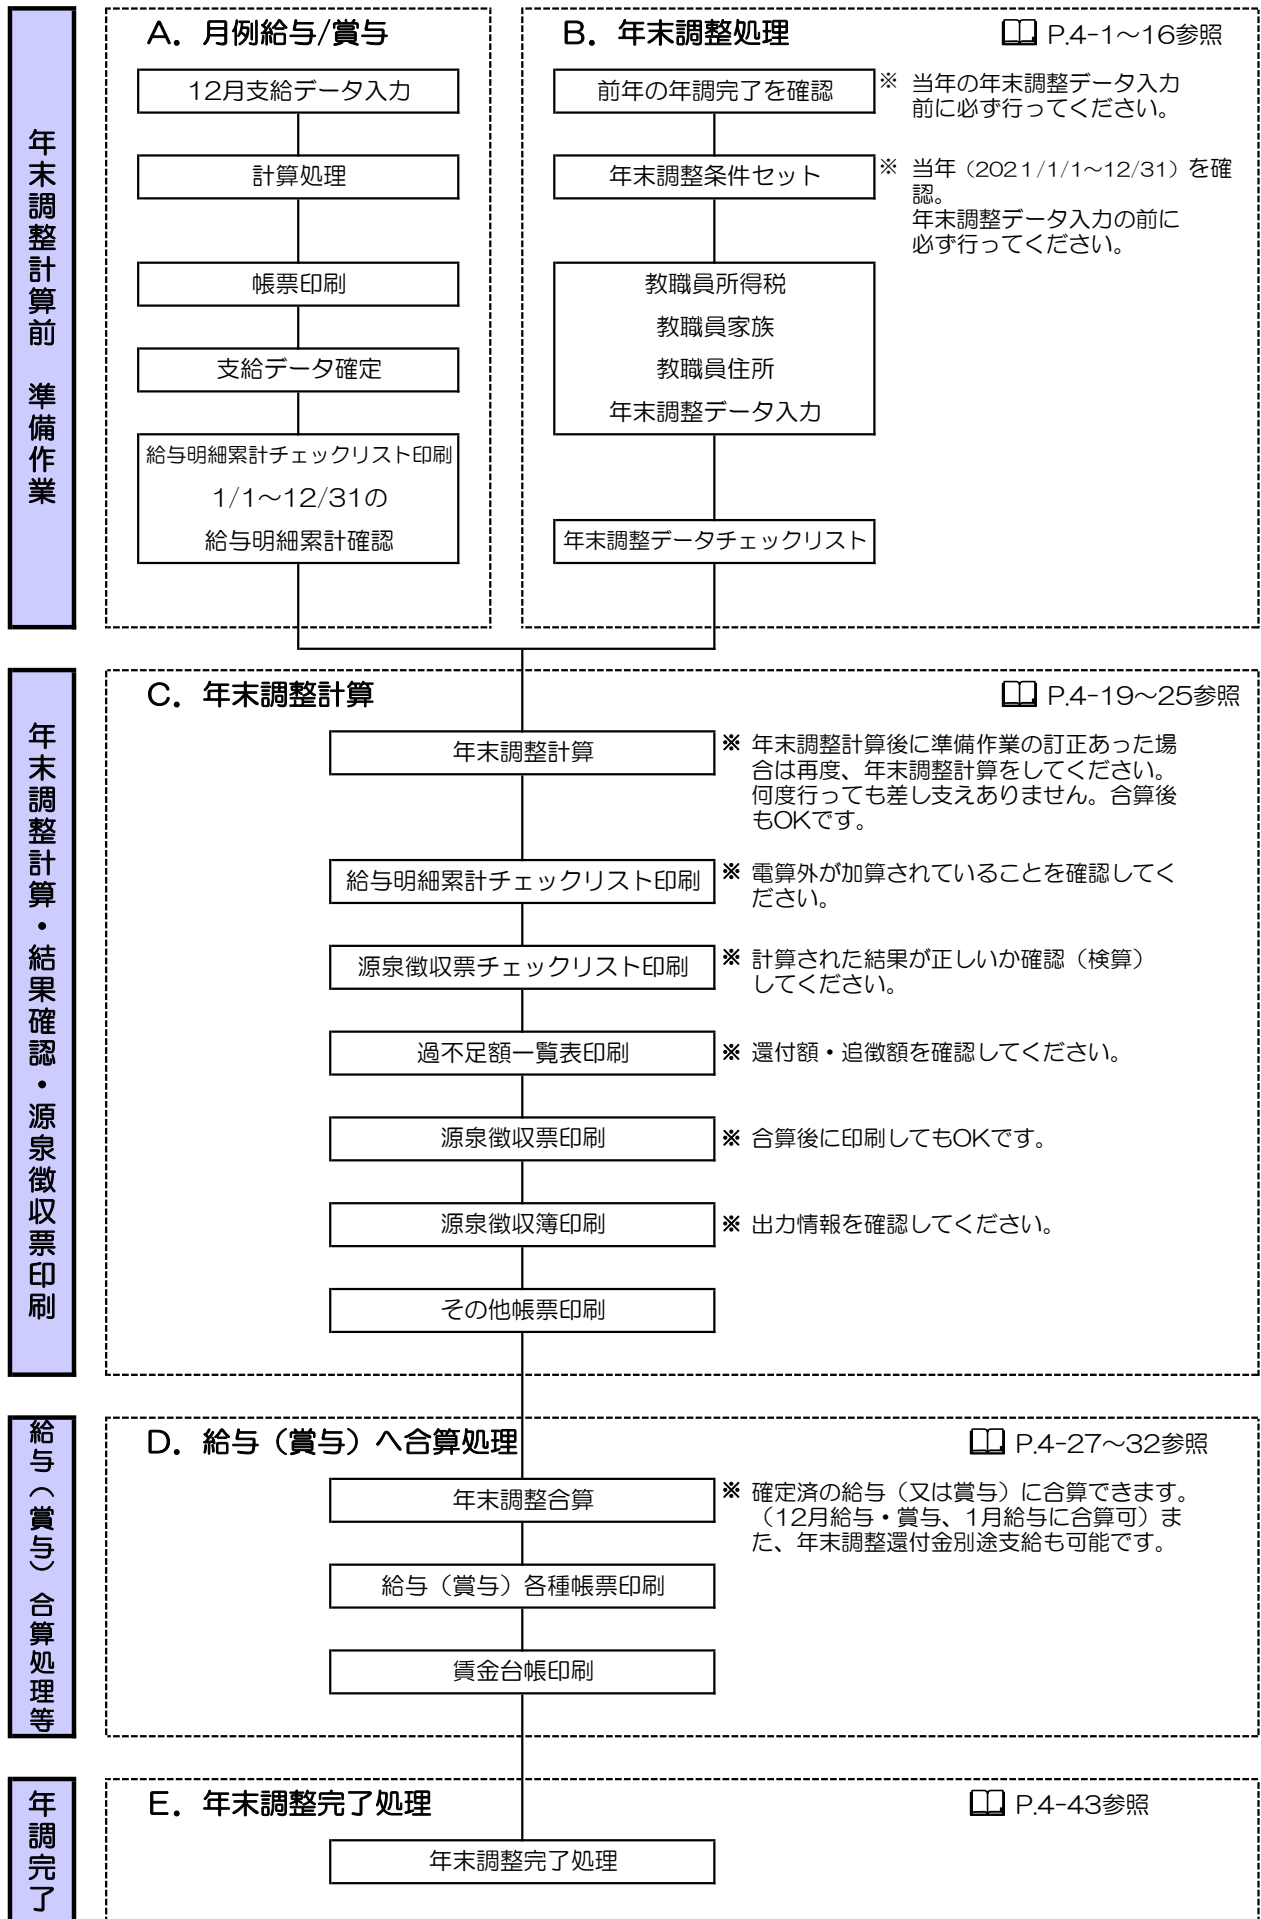 年末調整計算前　準備作業
A．月例給与/賞与
12月支給データ入力
計算処理
帳票印刷
支給データ確定
給与明細累計チェックリスト印刷
1/1～12/31の
給与明細累計確認
B．年末調整処理
P.4-1～16参照
前年の年調完了を確認
※ 当年の年末調整データ入力
前に必ず行ってください。
年末調整条件セット
※ 当年（2021/1/1～12/31）を確
認。
年末調整データ入力の前に
必ず行ってください。
教職員所得税
教職員家族
教職員住所
年末調整データ入力
年末調整データチェックリスト
年末調整計算・結果確認・源泉徴収票印刷
C．年末調整計算
P.4-19～25参照
年末調整計算
※ 年末調整計算後に準備作業の訂正あった場
合は再度、年末調整計算をしてください。
何度行っても差し支えありません。合算後
もOKです。
給与明細累計チェックリスト印刷
※ 電算外が加算されていることを確認してく
ださい。
源泉徴収票チェックリスト印刷
※ 計算された結果が正しいか確認（検算）
してください。
過不足額一覧表印刷
※ 還付額・追徴額を確認してください。
源泉徴収票印刷
※ 合算後に印刷してもOKです。
源泉徴収簿印刷
※ 出力情報を確認してください。
その他帳票印刷
給与（賞与）合算処理等
D．給与（賞与）へ合算処理
P.4-27～32参照
年末調整合算
※ 確定済の給与（又は賞与）に合算できます。
（12月給与・賞与、1月給与に合算可）ま
た、年末調整還付金別途支給も可能です。
給与（賞与）各種帳票印刷
賃金台帳印刷
年調完了
E．年末調整完了処理
P.4-43参照
年末調整完了処理